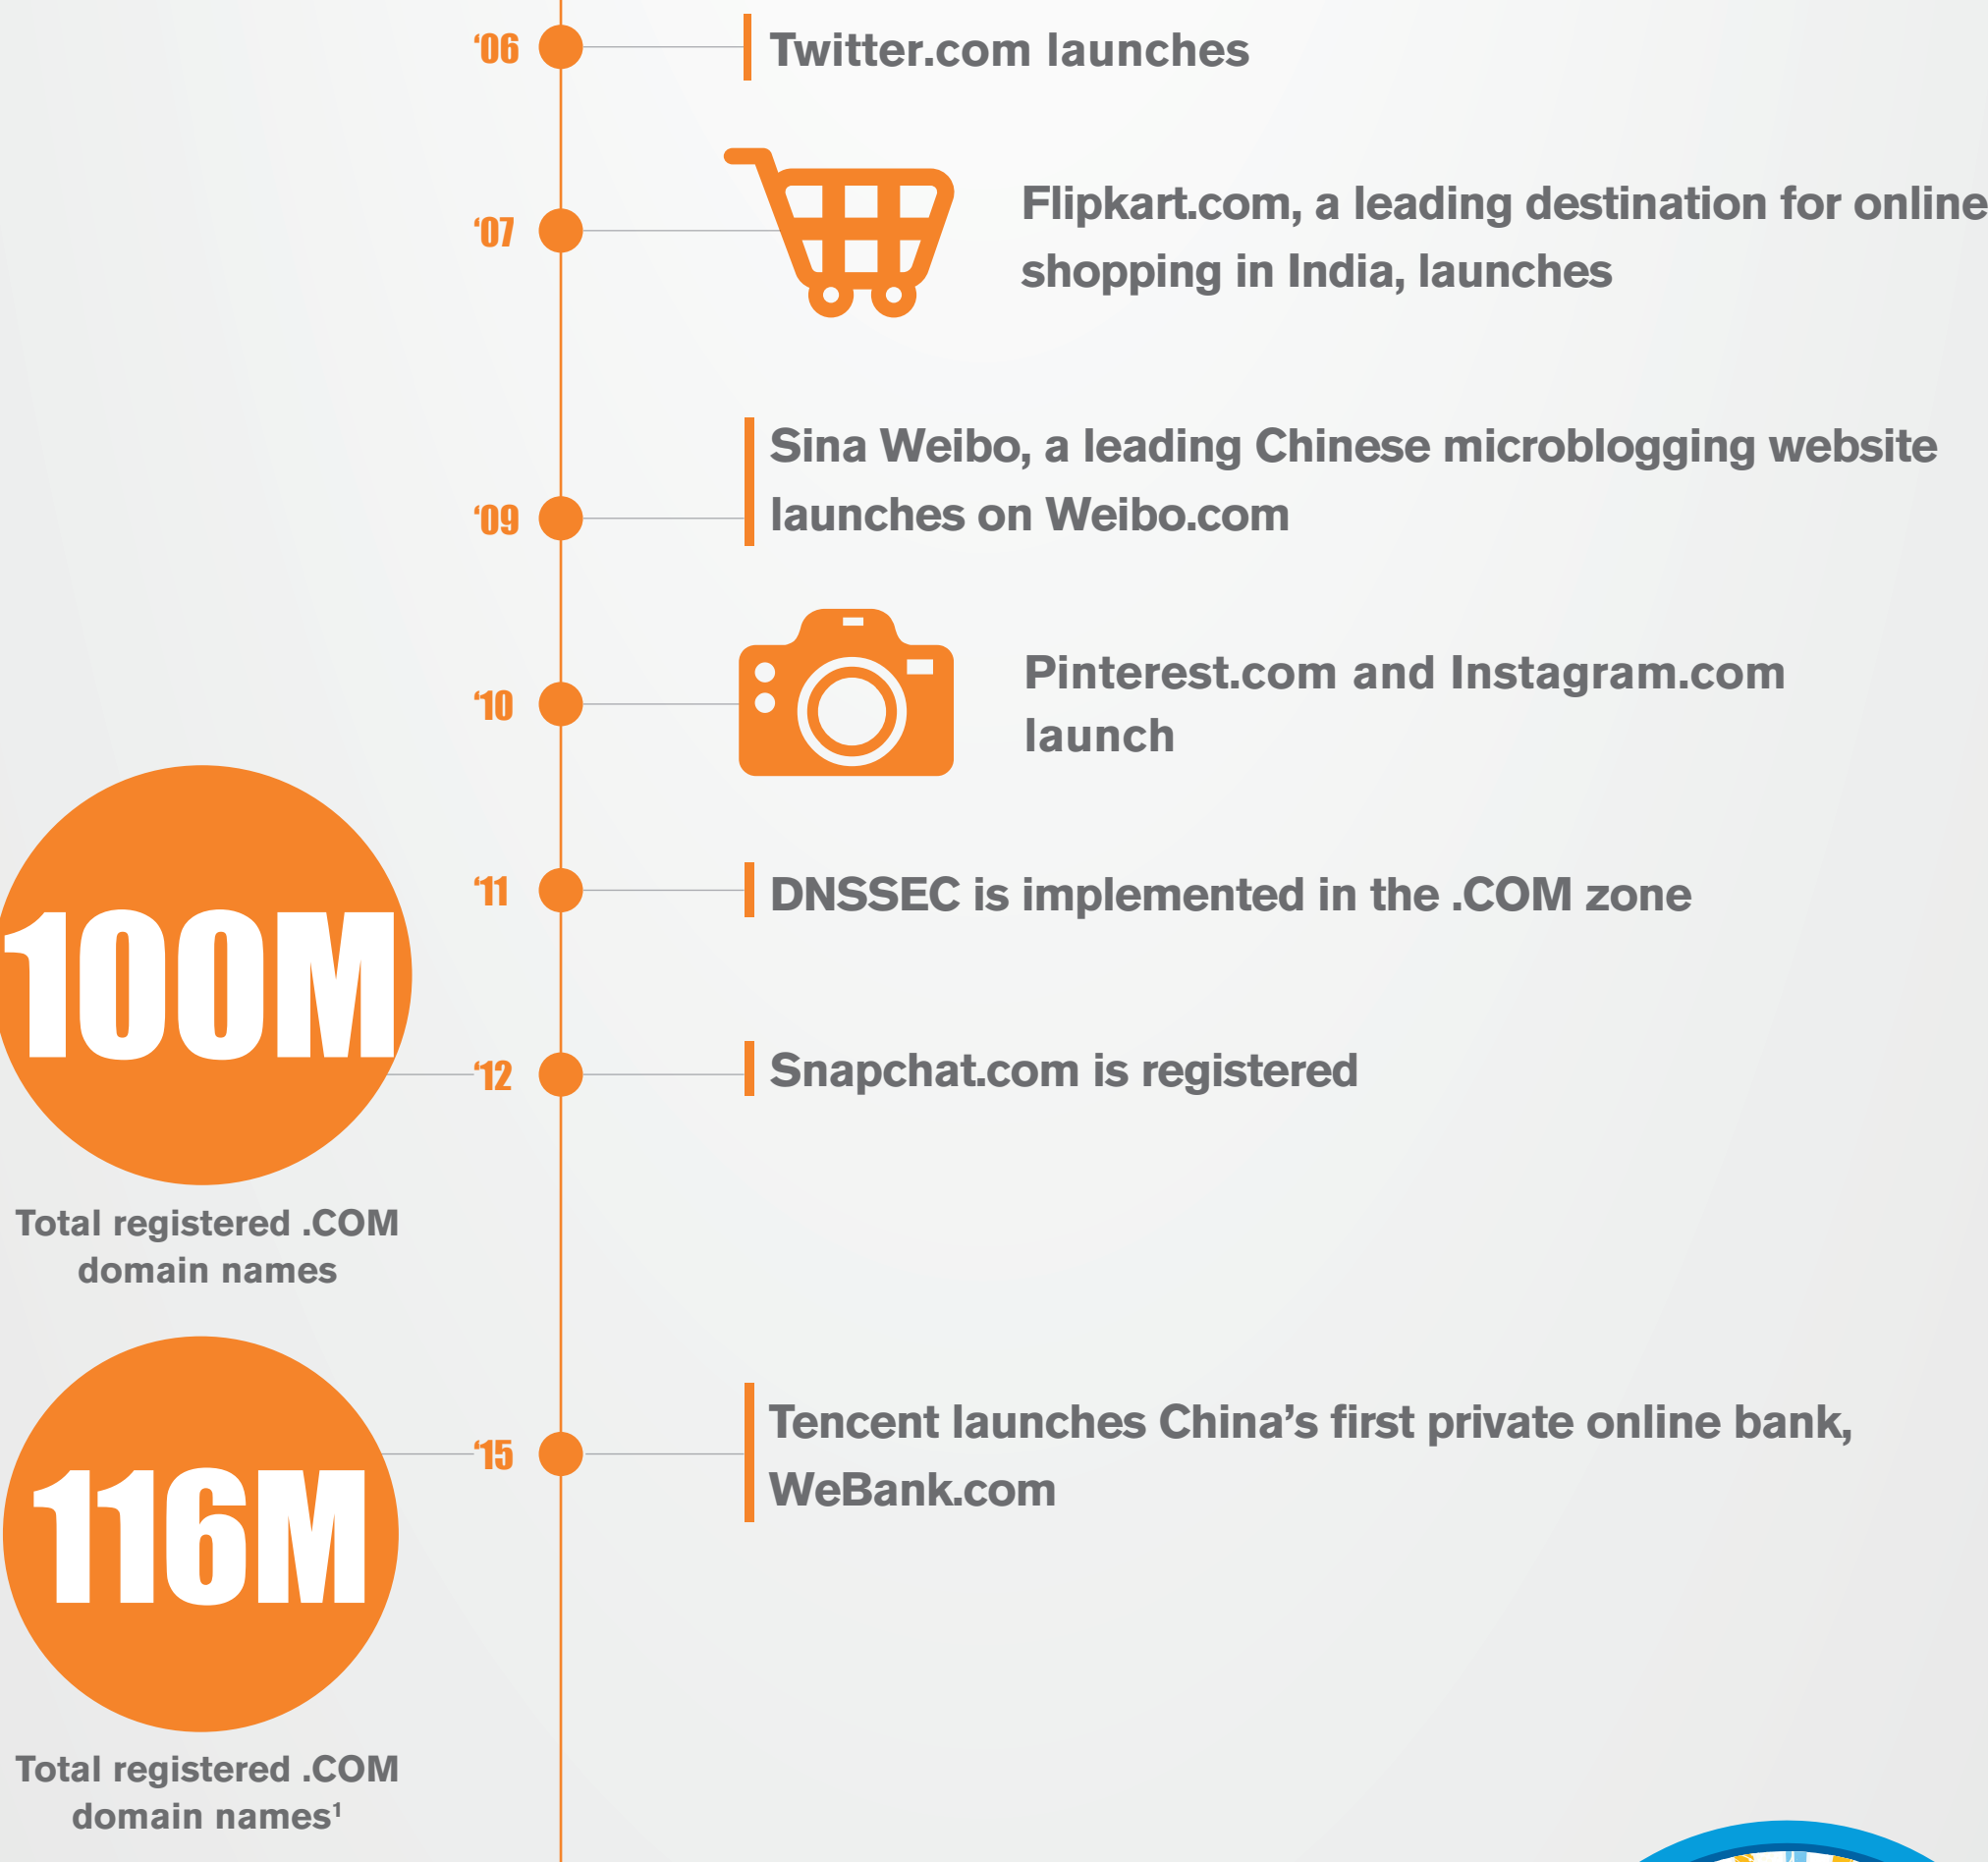 ‘06
Twitter.com launches
‘07
Flipkart.com, a leading destination for online
shopping in India, launches
‘09
Sina Weibo, a leading Chinese microblogging website
launches on Weibo.com
‘10
Pinterest.com and Instagram.com
launch
‘11
DNSSEC is implemented in the .COM zone
100M
Total registered .COM
domain names
‘12
Snapchat.com is registered
116M
Total registered .COM
domain names¹
‘15
Tencent launches China’s first private online bank,
WeBank.com